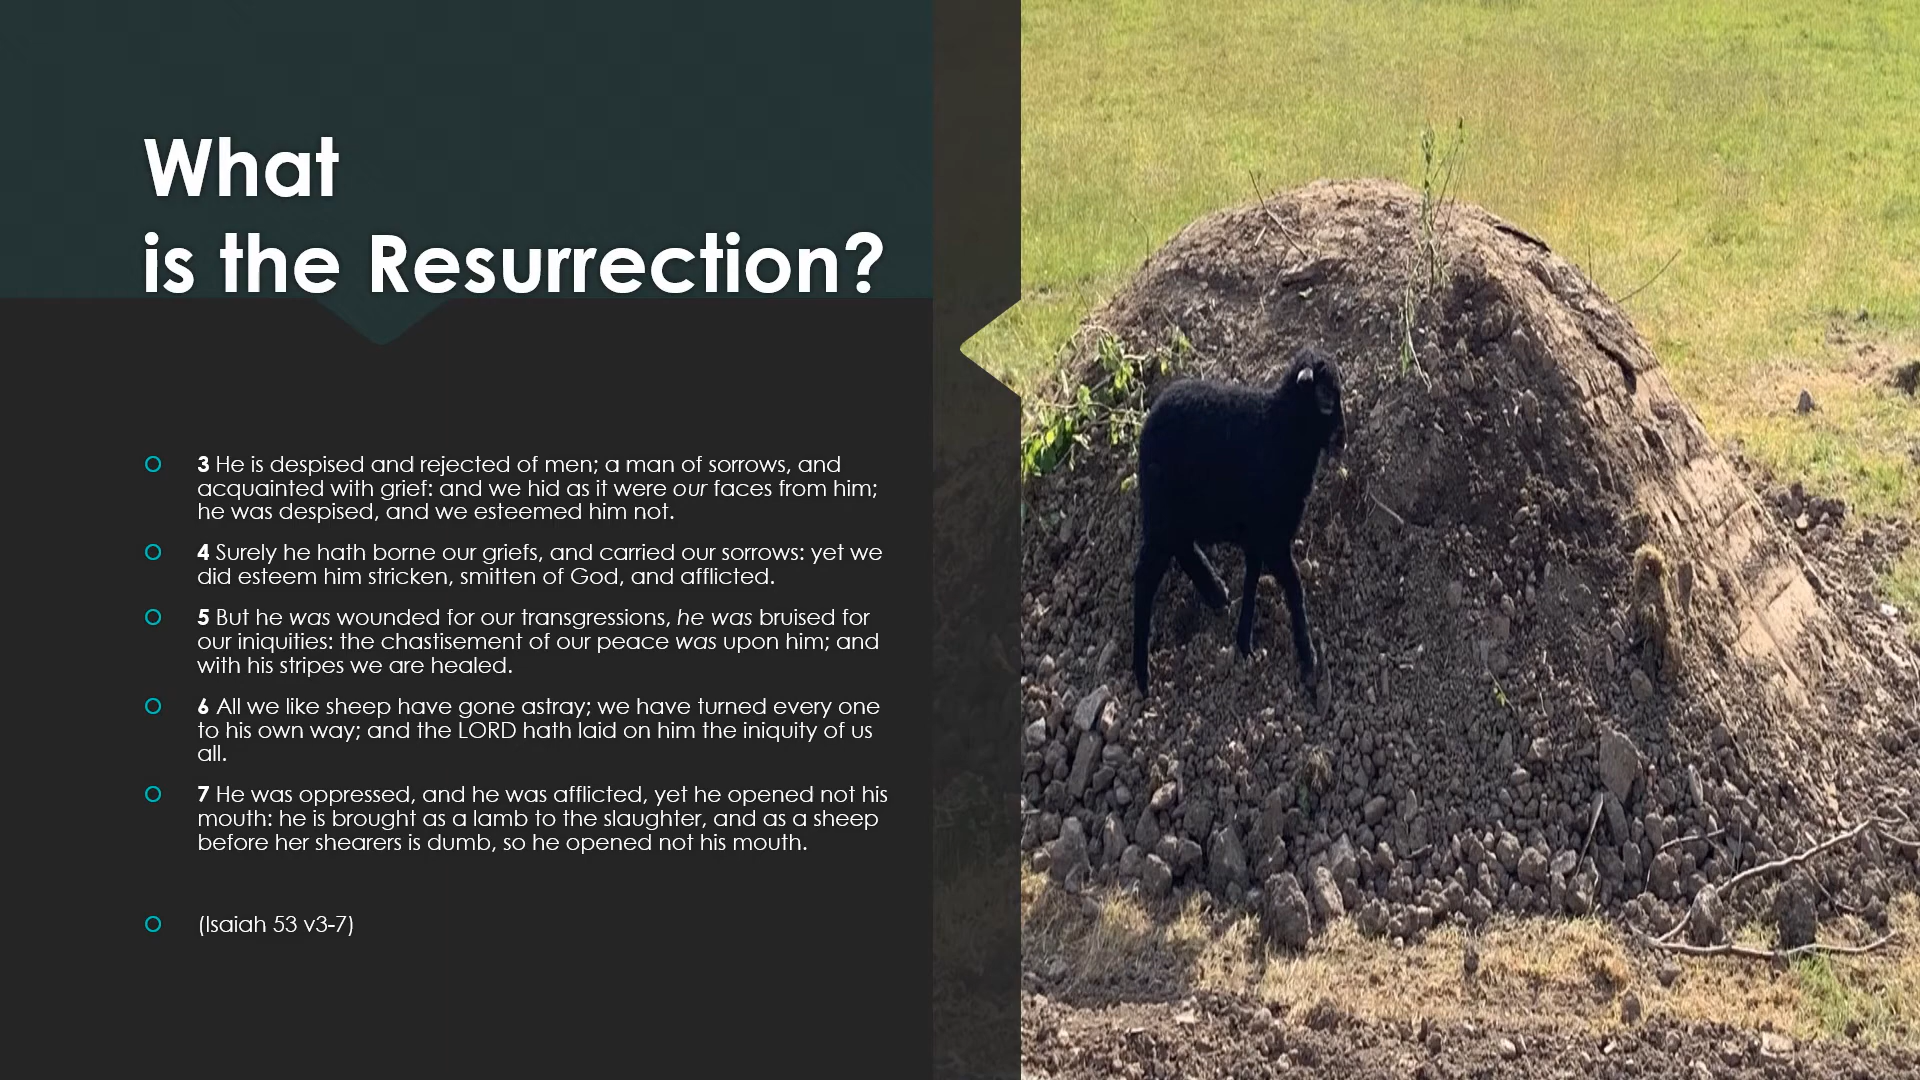 What
is the Resurrection?
3 He is despised and rejected of men; a man of sorrows, and
acquainted with grief: and we hid as it were our faces from him;
he was despised, and we esteemed him not.
4 Surely he hath borne our griefs, and carried our sorrows: yet we
did esteem him stricken, smitten of God, and afflicted.
5 But he was wounded for our transgressions, he was bruised for
our iniquities: the chastisement of our peace was upon him; and
with his stripes we are healed.
6 All we like sheep have gone astray; we have turned every one
to his own way; and the LORD hath laid on him the iniquity of us
all.
7 He was oppressed, and he was afflicted, yet he opened not his
mouth: he is brought as a lamb to the slaughter, and as a sheep
before her shearers is dumb, so he opened not his mouth.
(Isaiah 53 v3-7)